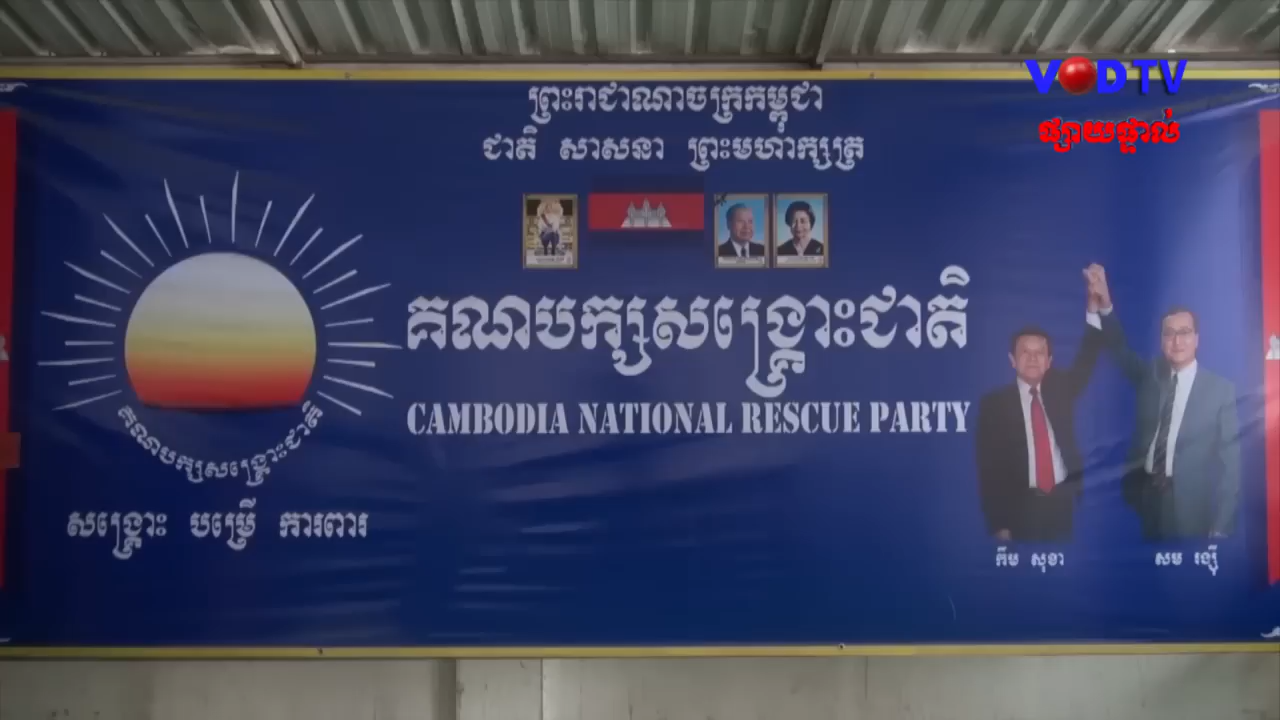 VODTV
ផ្សាយផ្ទាល់
ព្រះរាជាណាចក្រកម្ពុជា
ជាតិ សាសនា ព្រះមហាក្សត្រ
គណបក្សសង្គ្រោះជាតិ
CAMBODIA NATIONAL RESCUE PARTY
គណបក្សសង្គ្រោះជាតិ
សង្គ្រោះ បម្រើ ការពារ
កឹម សុខា
សម រង្ស៊ី